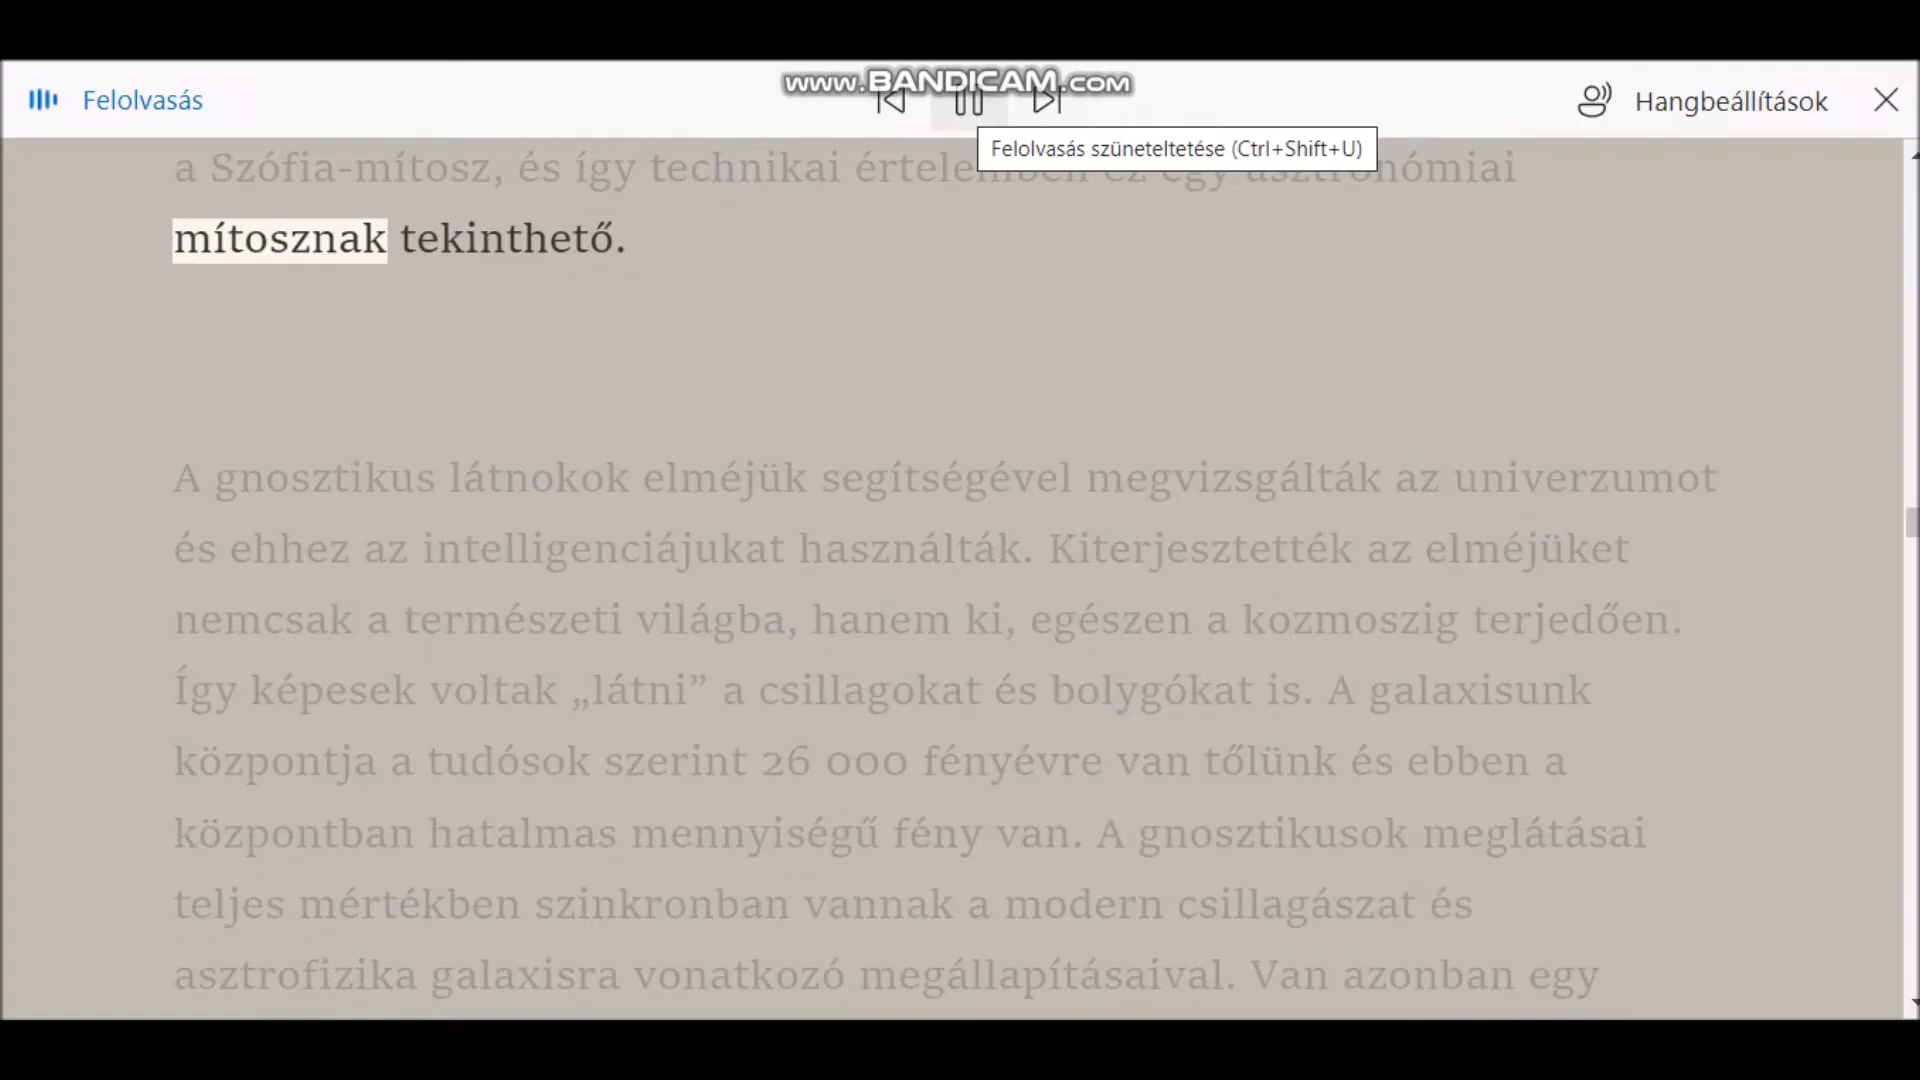 www.BANDICAM.com
Felolvasás
Hangbeállítások
Felolvasás szüneteltetése (Ctrl+Shift+U)
a Szófia-mítosz, és így technikai értelemben ez egy asztronómiai
mítosznak tekinthető.
A gnosztikus látnokok elméjük segítségével megvizsgálták az univerzumot
és ehhez az intelligenciájukat használták. Kiterjesztették az elméjüket
nemcsak a természeti világba, hanem ki, egészen a kozmoszig terjedően.
Így képesek voltak „látni” a csillagokat és bolygókat is. A galaxisunk
központja a tudósok szerint 26 000 fényévre van tőlünk és ebben a
központban hatalmas mennyiségű fény van. A gnosztikusok meglátásai
teljes mértékben szinkronban vannak a modern csillagászat és
asztrofizika galaxisra vonatkozó megállapításaival. Van azonban egy